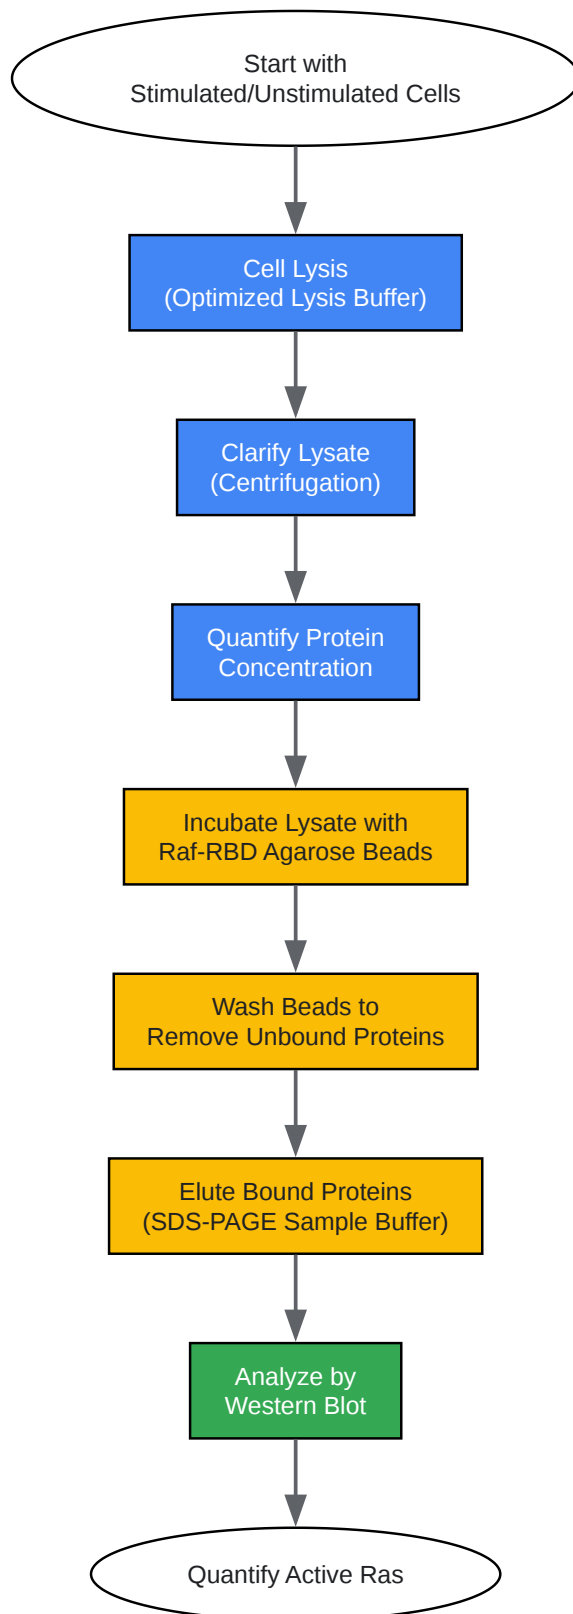 Start with
Stimulated/Unstimulated Cells
Cell Lysis
(Optimized Lysis Buffer)
Clarify Lysate
(Centrifugation)
Quantify Protein
Concentration
Incubate Lysate with
Raf-RBD Agarose Beads
Wash Beads to
Remove Unbound Proteins
Elute Bound Proteins
(SDS-PAGE Sample Buffer)
Analyze by
Western Blot
Quantify Active Ras